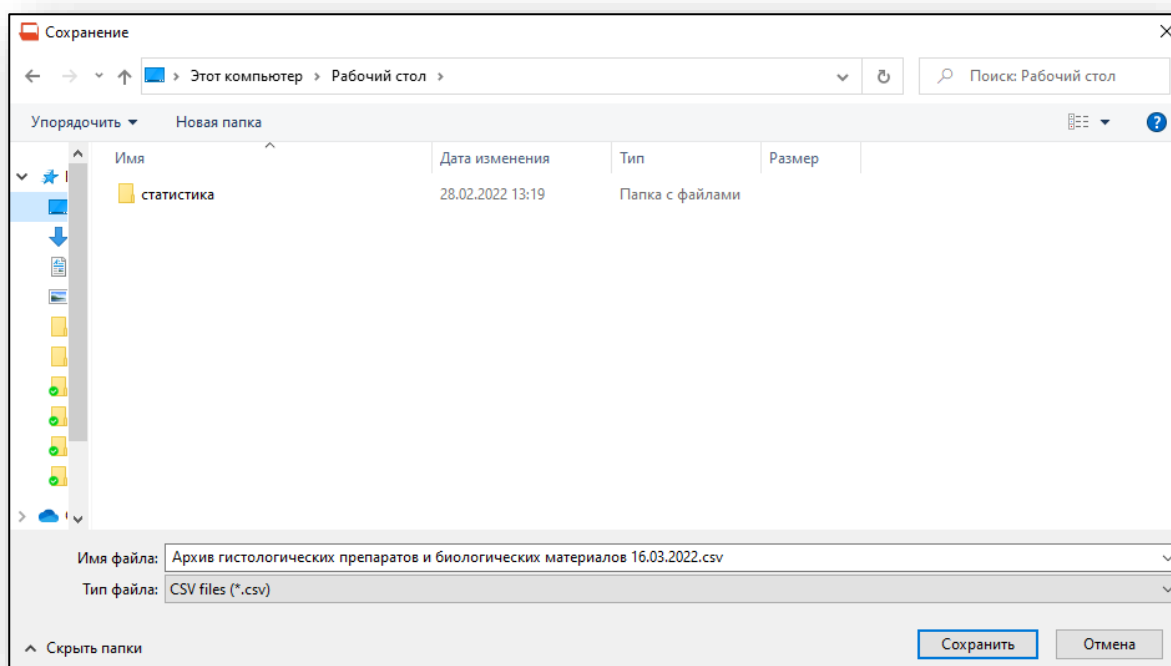 Сохранение
Этот компьютер › Рабочий стол ›
Поиск: Рабочий стол
Упорядочить
Новая папка
Имя Дата изменения Тип Размер
статистика 28.02.2022 13:19 Папка с файлами
Имя файла: Архив гистологических препаратов и биологических материалов 16.03.2022.csv
Тип файла: CSV files (*.csv)
Скрыть папки
Сохранить
Отмена